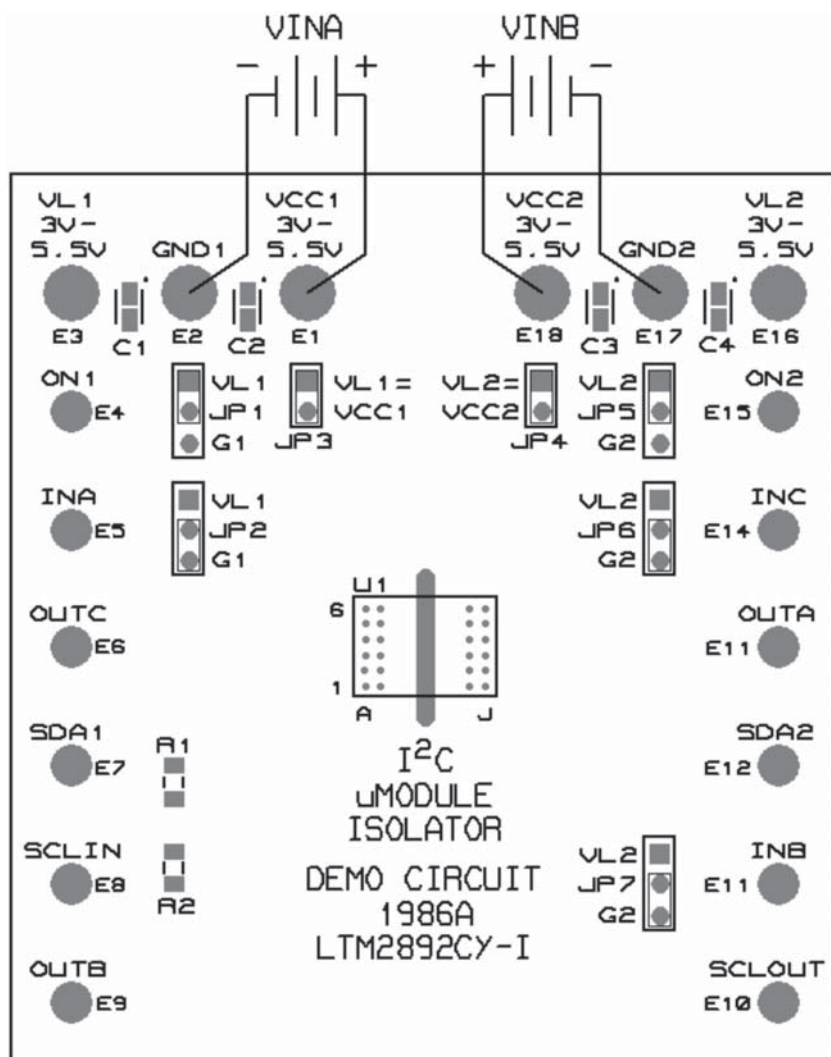 VINA VINB
- + + -
VL1 VCC1 VCC2 VL2
3V- 3V- 3V- 3V-
5.5V GND1 5.5V 5.5V GND2 5.5V
E3 E2 E1 E18 E17 E16
C1 C2 C3 C4
ON1 VL1 VL1= VL2= VL2 ON2
E4 JP1 VCC1 VCC2 JP5 E15
G1 JP3 JP4 G2
INA VL1 VL2 INC
E5 JP2 JP6 E14
G1 G2
U1
6
OUTC OUTA
E6 E11
1
A J
SDA1 R1 SDA2
E7 E12
I²C
uMODULE
ISOLATOR
SCLIN VL2 INB
E8 JP7 E11
R2 G2
DEMO CIRCUIT
1986A
LTM2892CY-I
OUTB SCLOUT
E9 E10